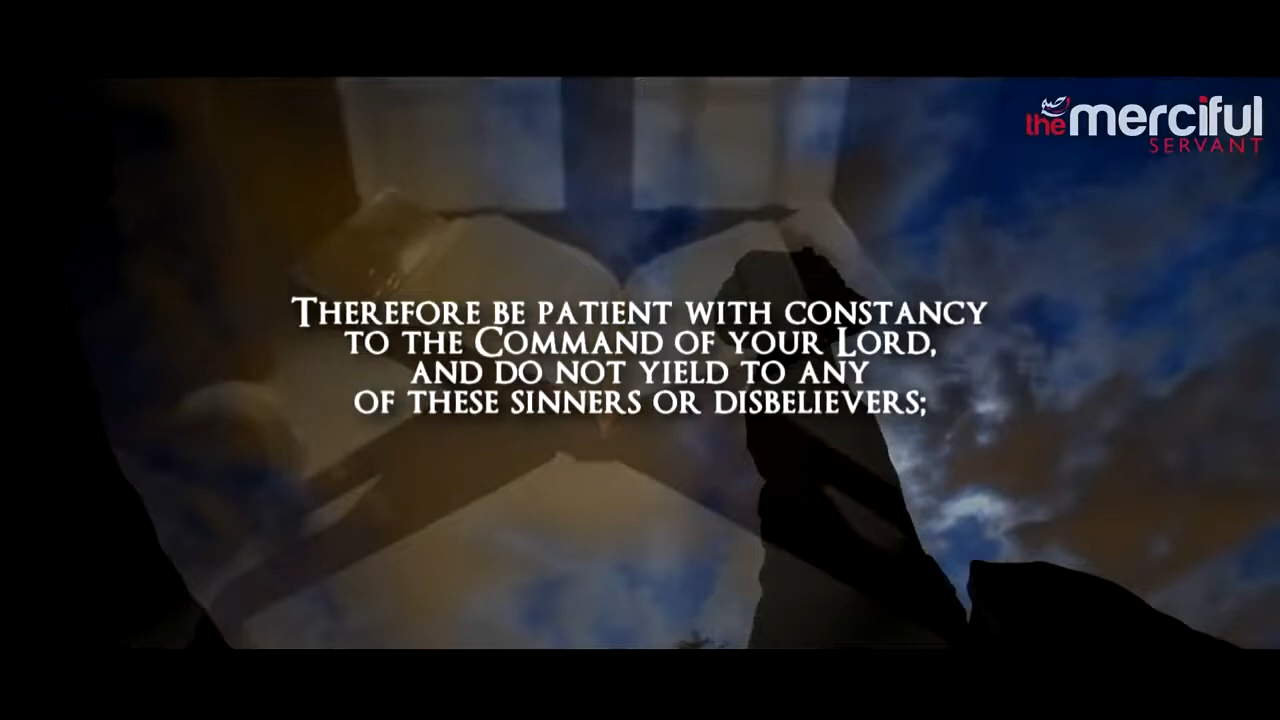 the merciful
SERVANT
THEREFORE BE PATIENT WITH CONSTANCY
TO THE COMMAND OF YOUR LORD,
AND DO NOT YIELD TO ANY
OF THESE SINNERS OR DISBELIEVERS;